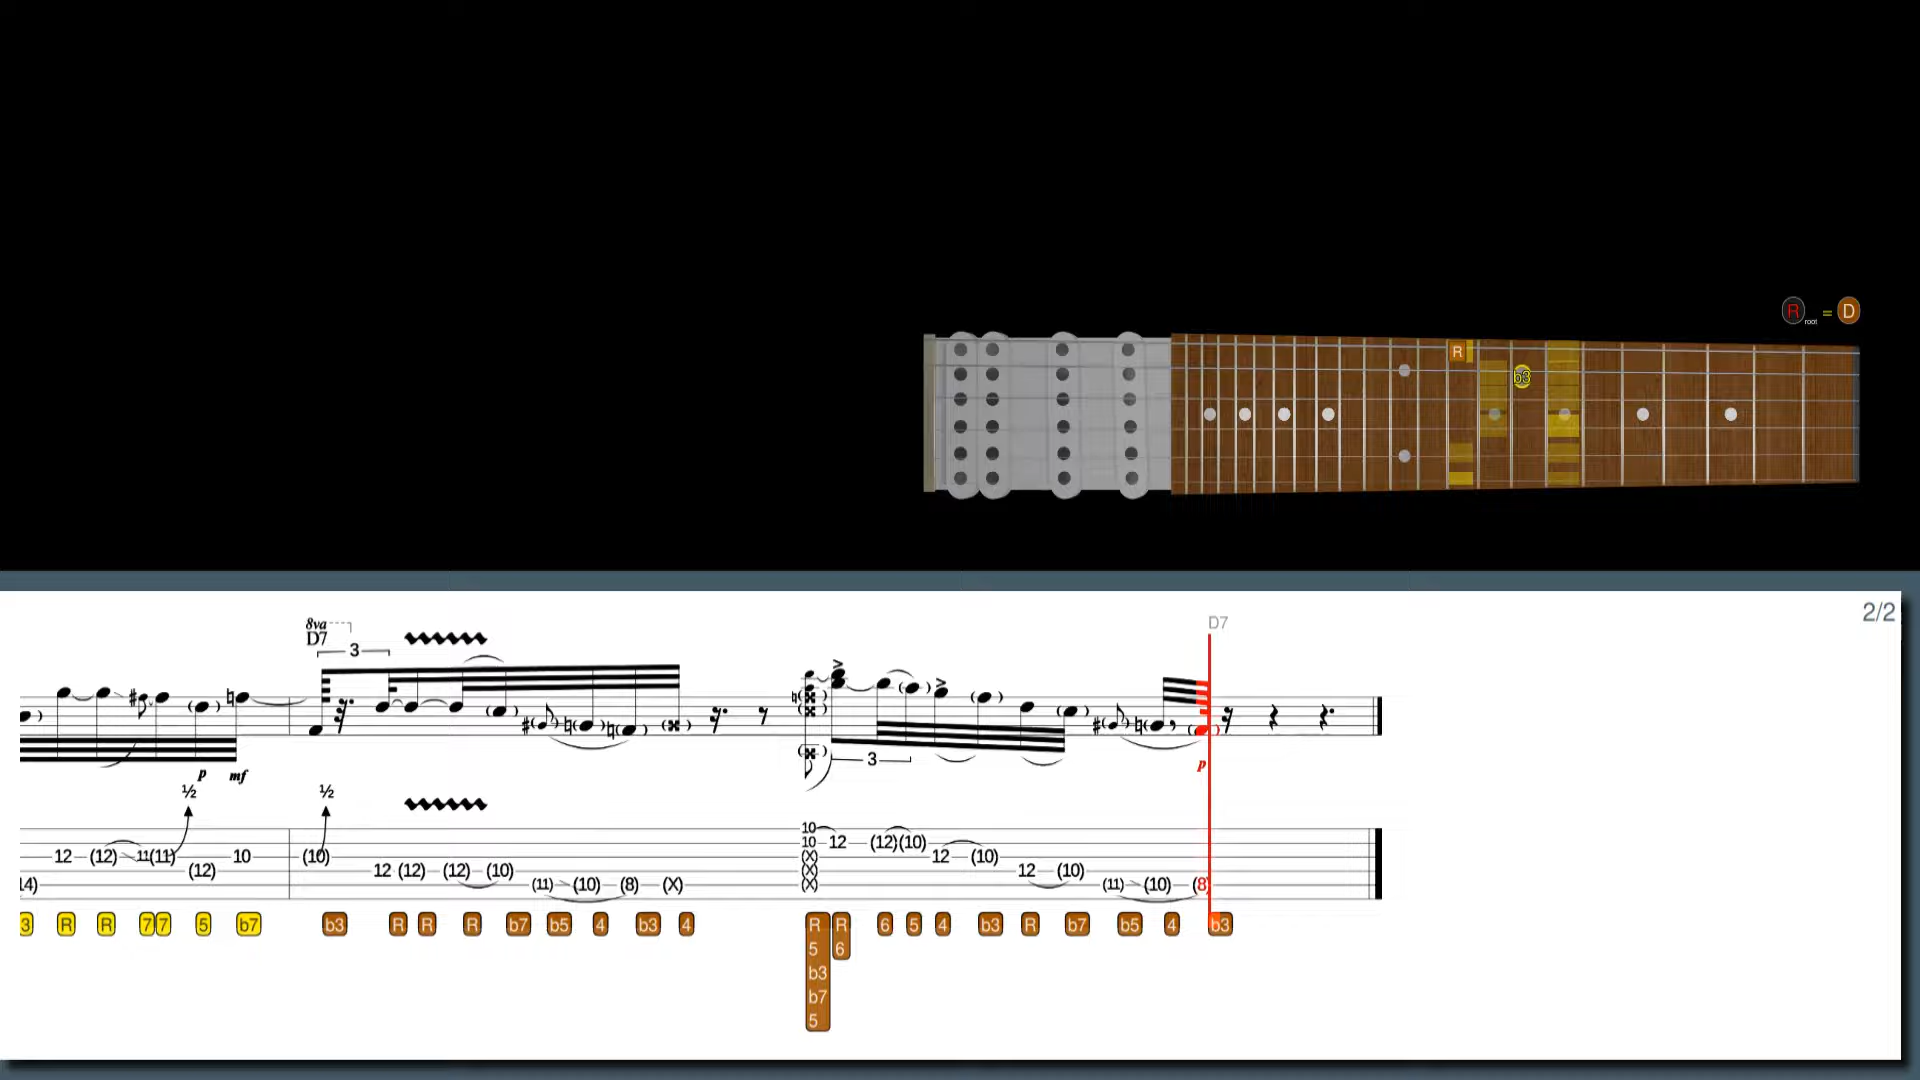 R root = D
R
b3
2/2
8va
D7
D7
3
3
p mf
p
½ ½
10
10 12 (12) (10)
12 (12) 11 (11) 10 (10) (X) 12 (10)
(12) 12 (12) (12) (10) (X) 12 (10)
14) (11) (10) (8) (X) (X) (11) (10) (8)
3 R R 7 7 5 b7 b3 R R R b7 b5 4 b3 4 R R 6 5 4 b3 R b7 b5 4 b3
5 6
b3
b7
5